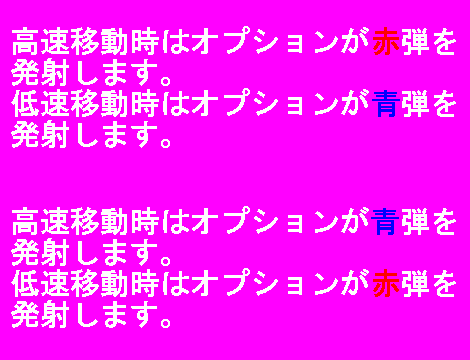 高速移動時はオプションが赤弾を
発射します。
低速移動時はオプションが青弾を
発射します。
高速移動時はオプションが青弾を
発射します。
低速移動時はオプションが赤弾を
発射します。